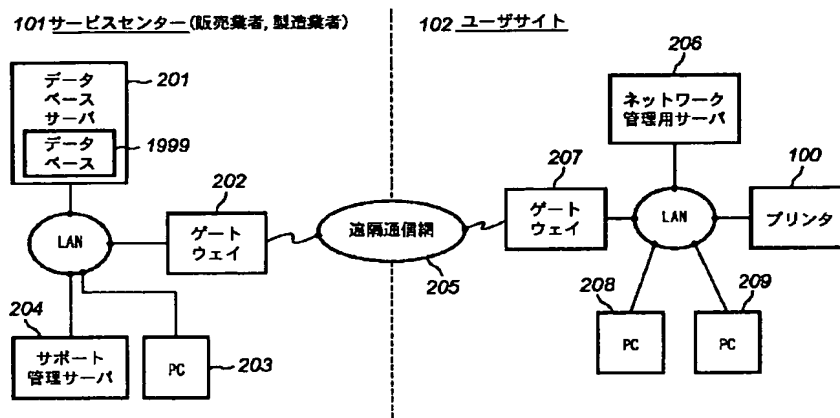 101 サービスセンター(販売業者,製造業者)
102 ユーザサイト
データ
ベース
サーバ
201
データ
ベース
1999
LAN
202
ゲート
ウェイ
204
サポート
管理サーバ
PC
203
遠隔通信網
205
206
ネットワーク
管理用サーバ
207
ゲート
ウェイ
LAN
100
プリンタ
208
PC
209
PC